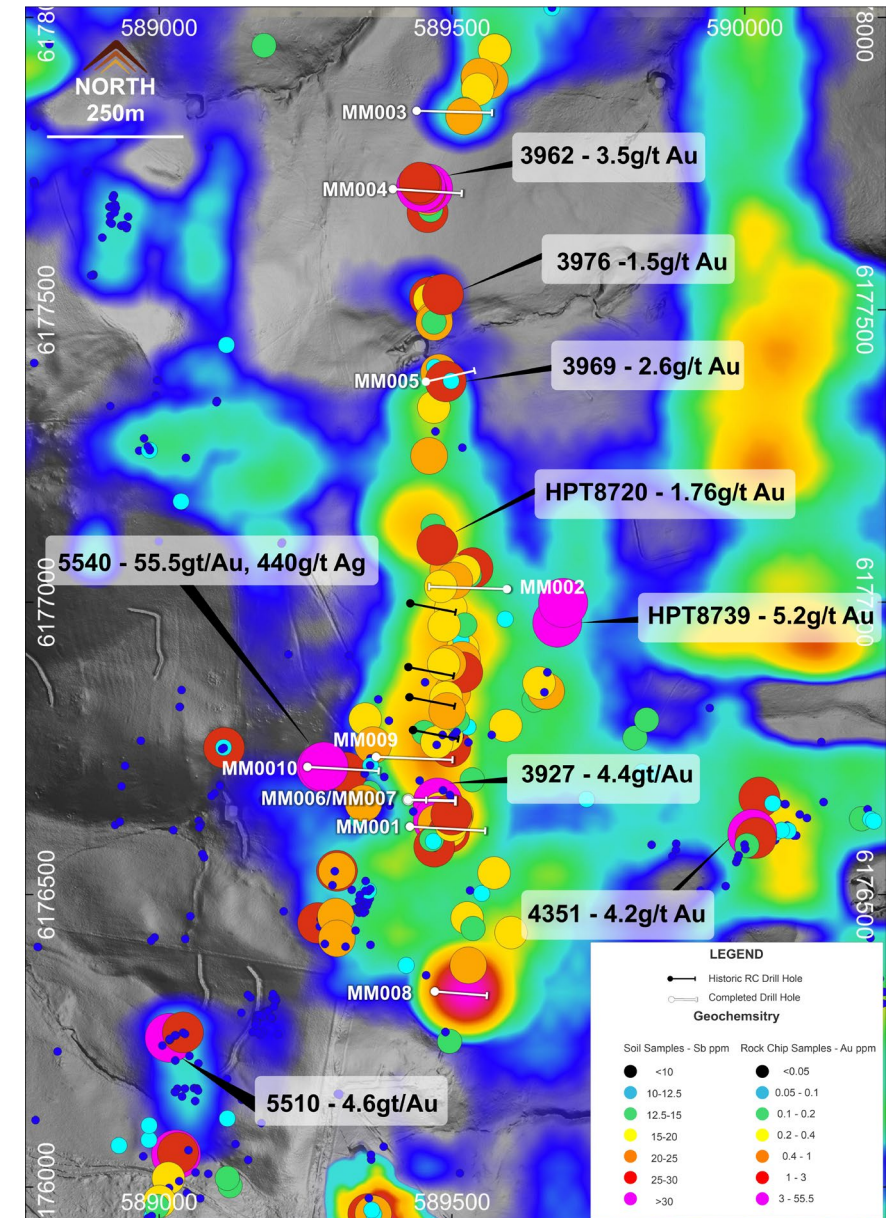 589000
589500
590000
6177800
8000
NORTH
250m
MM003
3962 - 3.5g/t Au
MM004
3976 -1.5g/t Au
6177500
6177500
3969 - 2.6g/t Au
MM005
HPT8720 - 1.76g/t Au
5540 - 55.5gt/Au, 440g/t Ag
MM002
6177000
6177000
HPT8739 - 5.2g/t Au
MM009
MM0010
3927 - 4.4gt/Au
MM006/MM007
MM001
6176500
6176500
4351 - 4.2g/t Au
MM008
5510 - 4.6gt/Au
LEGEND
Historic RC Drill Hole
Completed Drill Hole
Geochemsitry
Soil Samples - Sb ppm Rock Chip Samples - Au ppm
<10 <0.05
10-12.5 0.05 - 0.1
12.5-15 0.1 - 0.2
15-20 0.2 - 0.4
20-25 0.4 - 1
25-30 1 - 3
>30 3 - 55.5
176000
589000
589500